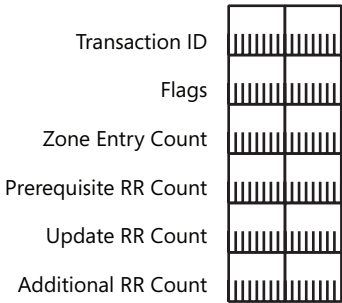 Transaction ID
Flags
Zone Entry Count
Prerequisite RR Count
Update RR Count
Additional RR Count